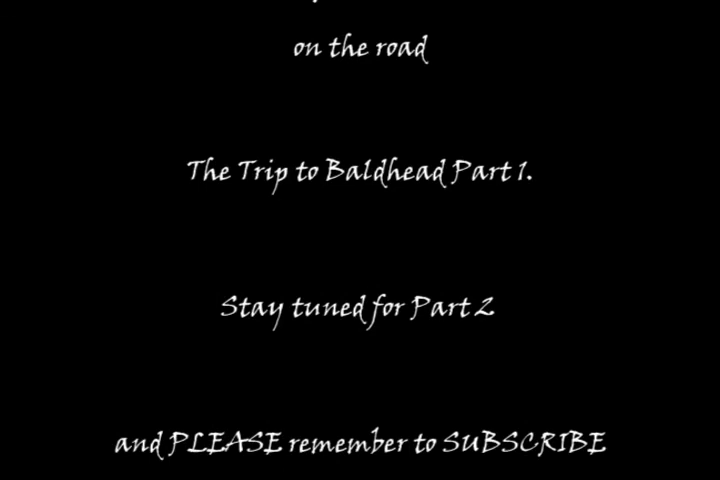 on the road
The Trip to Baldhead Part 1.
Stay tuned for Part 2
and PLEASE remember to SUBSCRIBE